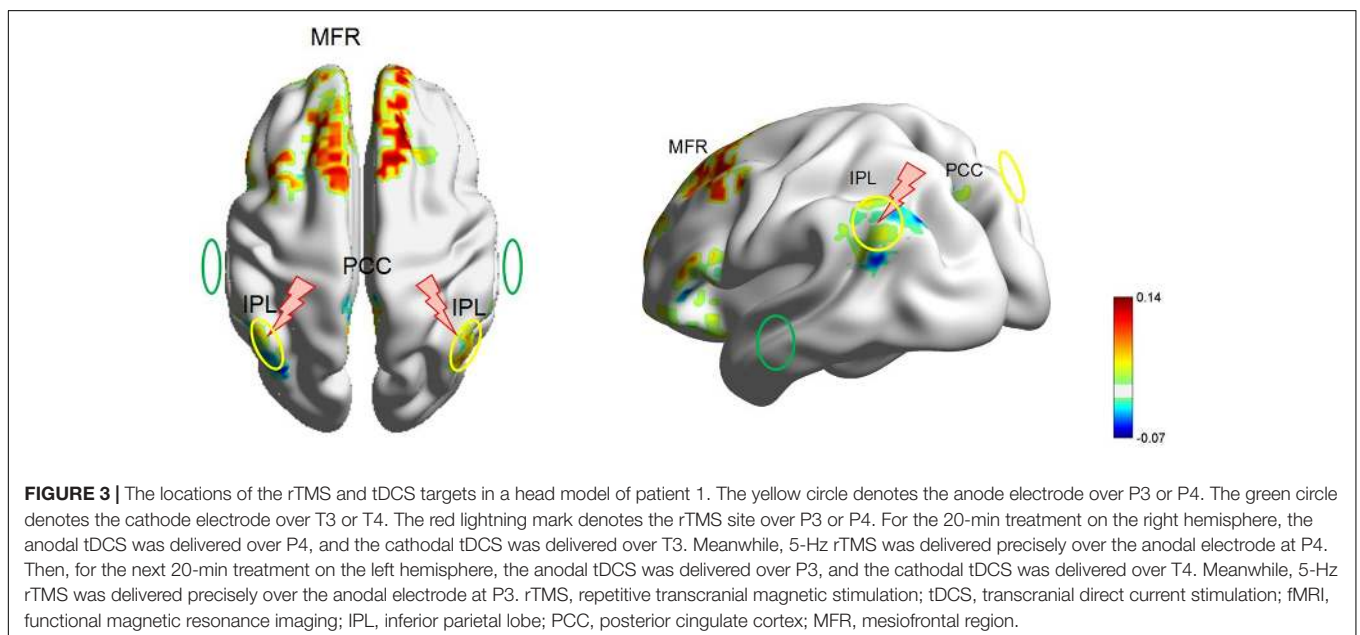 MFR
PCC
IPL
IPL
MFR
IPL
PCC
0.14
-0.07
FIGURE 3 | The locations of the rTMS and tDCS targets in a head model of patient 1. The yellow circle denotes the anode electrode over P3 or P4. The green circle
denotes the cathode electrode over T3 or T4. The red lightning mark denotes the rTMS site over P3 or P4. For the 20-min treatment on the right hemisphere, the
anodal tDCS was delivered over P4, and the cathodal tDCS was delivered over T3. Meanwhile, 5-Hz rTMS was delivered precisely over the anodal electrode at P4.
Then, for the next 20-min treatment on the left hemisphere, the anodal tDCS was delivered over P3, and the cathodal tDCS was delivered over T4. Meanwhile, 5-Hz
rTMS was delivered precisely over the anodal electrode at P3. rTMS, repetitive transcranial magnetic stimulation; tDCS, transcranial direct current stimulation; fMRI,
functional magnetic resonance imaging; IPL, inferior parietal lobe; PCC, posterior cingulate cortex; MFR, mesiofrontal region.